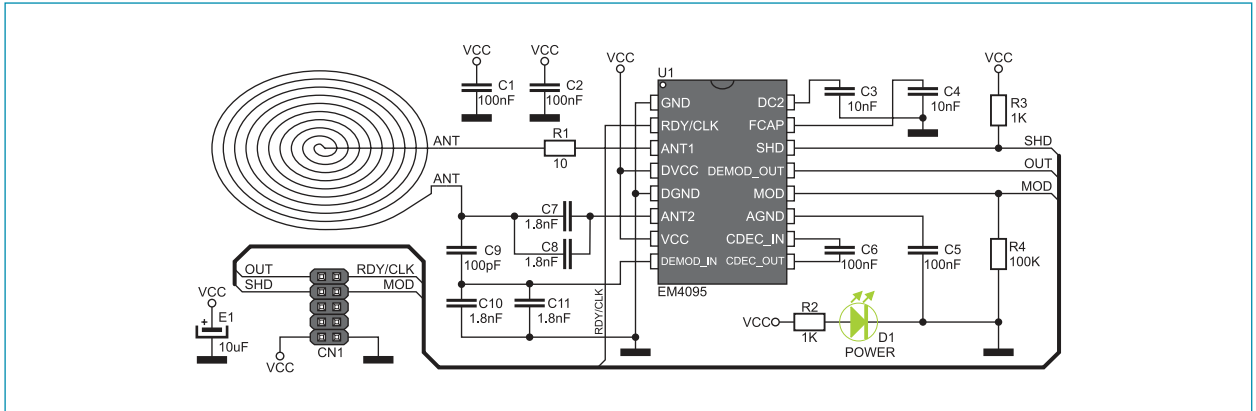 VCC
C1
100nF
VCC
C2
100nF
VCC
U1
GND
RDY/CLK
ANT1
DVCC
DGND
ANT2
VCC
DEMOD_IN
DC2
FCAP
SHD
DEMOD_OUT
MOD
AGND
CDEC_IN
CDEC_OUT
EM4095
C3
10nF
C4
10nF
VCC
R3
1K
SHD
OUT
MOD
ANT
R1
10
ANT
C7
1.8nF
C8
1.8nF
C9
100pF
C10
1.8nF
C11
1.8nF
RDY/CLK
C6
100nF
C5
100nF
R4
100K
OUT
SHD
RDY/CLK
MOD
VCC
+
E1
10uF
VCC
CN1
VCC
R2
1K
D1
POWER